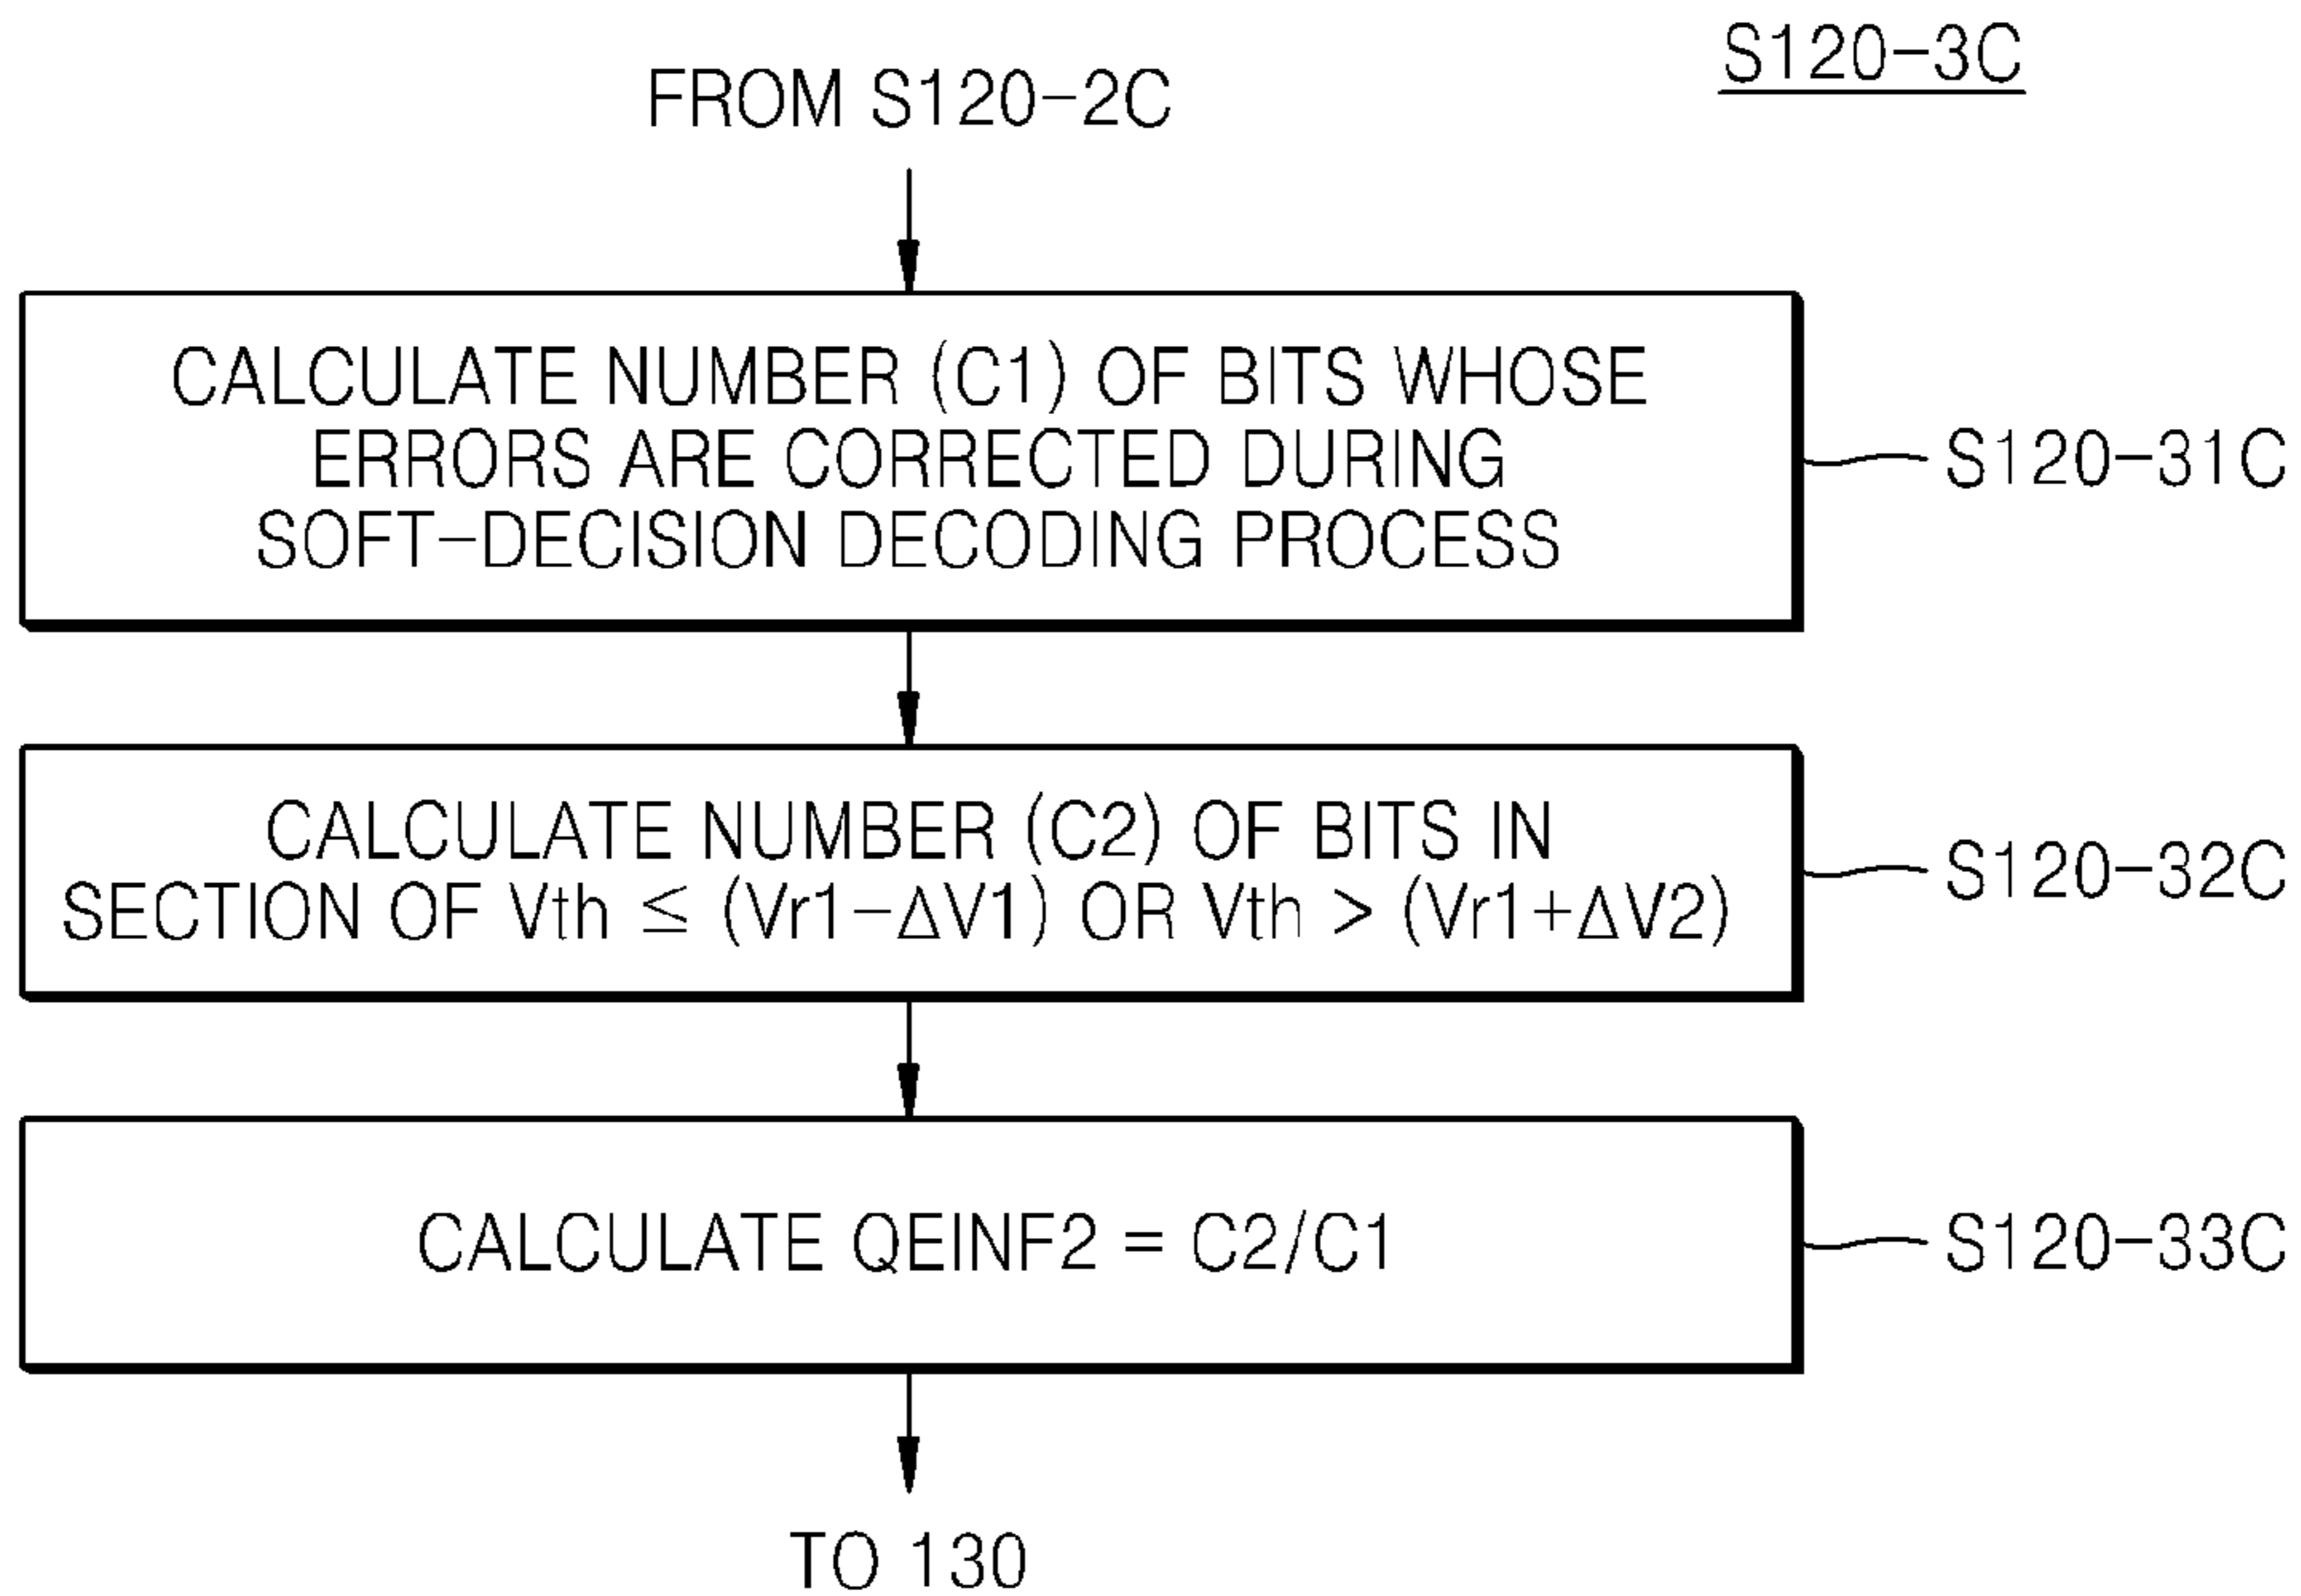 S120-3C
FROM S120-2C
CALCULATE NUMBER (C1) OF BITS WHOSE
ERRORS ARE CORRECTED DURING
SOFT-DECISION DECODING PROCESS
S120-31C
CALCULATE NUMBER (C2) OF BITS IN
SECTION OF Vth ≤ (Vr1-ΔV1) OR Vth > (Vr1+ΔV2)
S120-32C
CALCULATE QEINF2 = C2/C1
S120-33C
TO 130